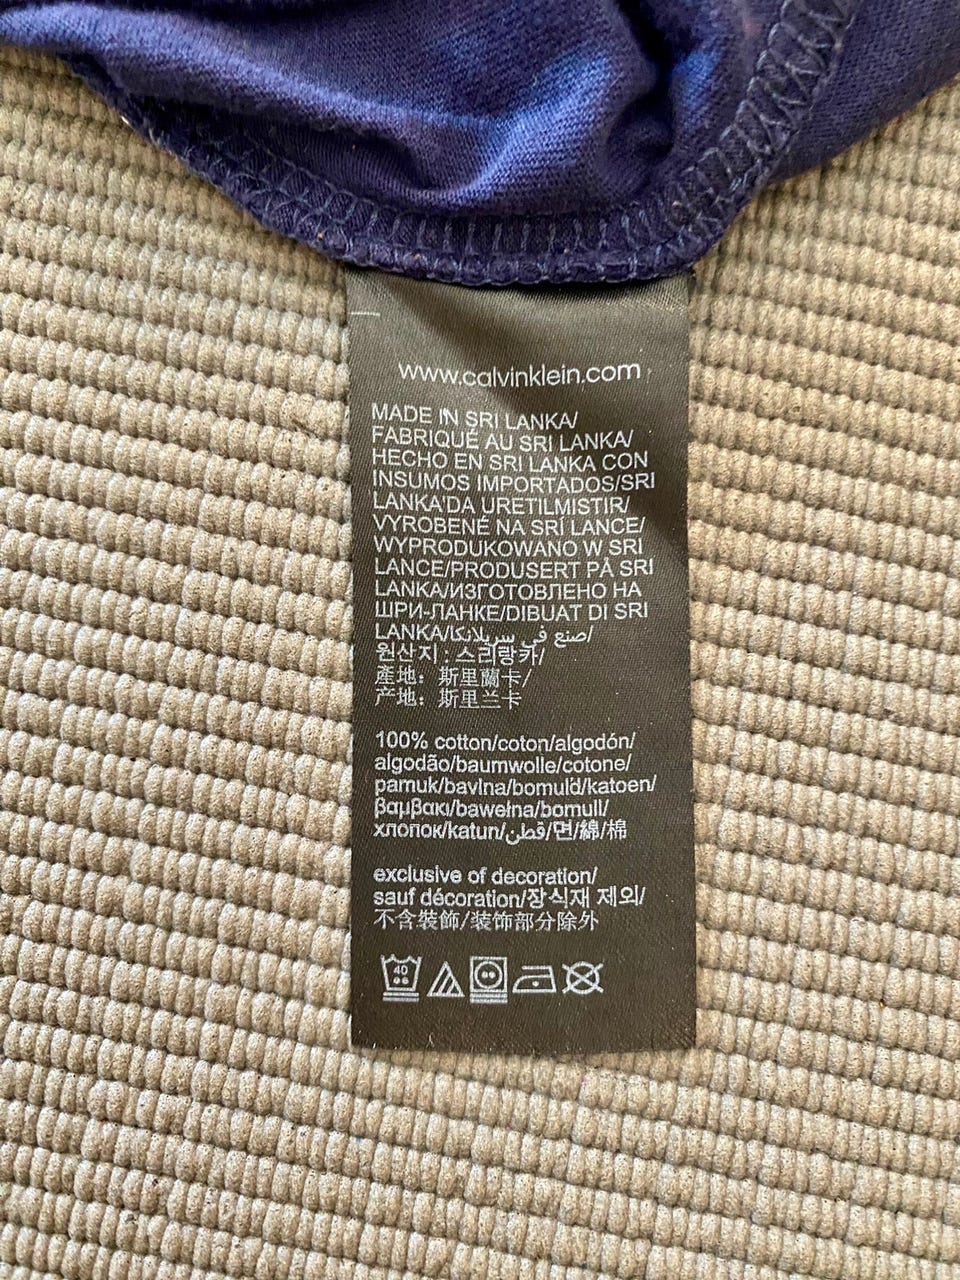 www.calvinklein.com
MADE IN SRI LANKA/
FABRIQUÉ AU SRI LANKA/
HECHO EN SRI LANKA CON
INSUMOS IMPORTADOS/SRI
LANKA'DA URETILMISTIR/
VYROBENÉ NA SRÍ LANCE/
WYPRODUKOWANO W SRI
LANCE/PRODUSERT PÅ SRI
LANKA/ИЗГОТОВЛЕНО НА
ШРИ-ЛАНКЕ/DIBUAT DI SRI
LANKA/صنع في سريلانكا/
원산지 : 스리랑카/
產地：斯里蘭卡/
产地：斯里兰卡
100% cotton/coton/algodón/
algodão/baumwolle/cotone/
pamuk/bavlna/bomuld/katoen/
βαμβακι/bawełna/bomull/
хлопок/katun/قطن/면/綿/棉
exclusive of decoration/
sauf décoration/장식재 제외/
不含裝飾/装饰部分除外
40